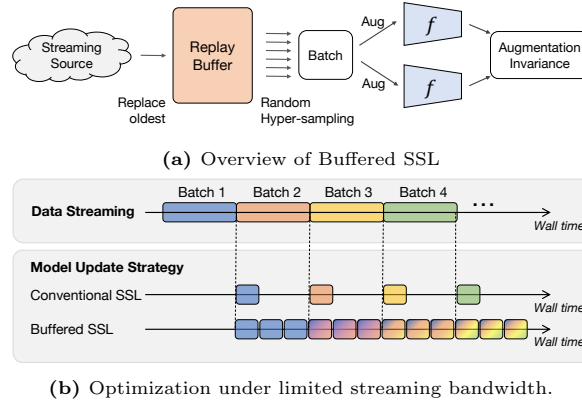 Streaming
Source
Replace
oldest
Replay
Buffer
Random
Hyper-sampling
Batch
Aug
Aug
f
f
Augmentation
Invariance
(a) Overview of Buffered SSL
Batch 1 Batch 2 Batch 3 Batch 4
Data Streaming
...
Wall time
Model Update Strategy
Conventional SSL
Wall time
Buffered SSL
Wall time
(b) Optimization under limited streaming bandwidth.